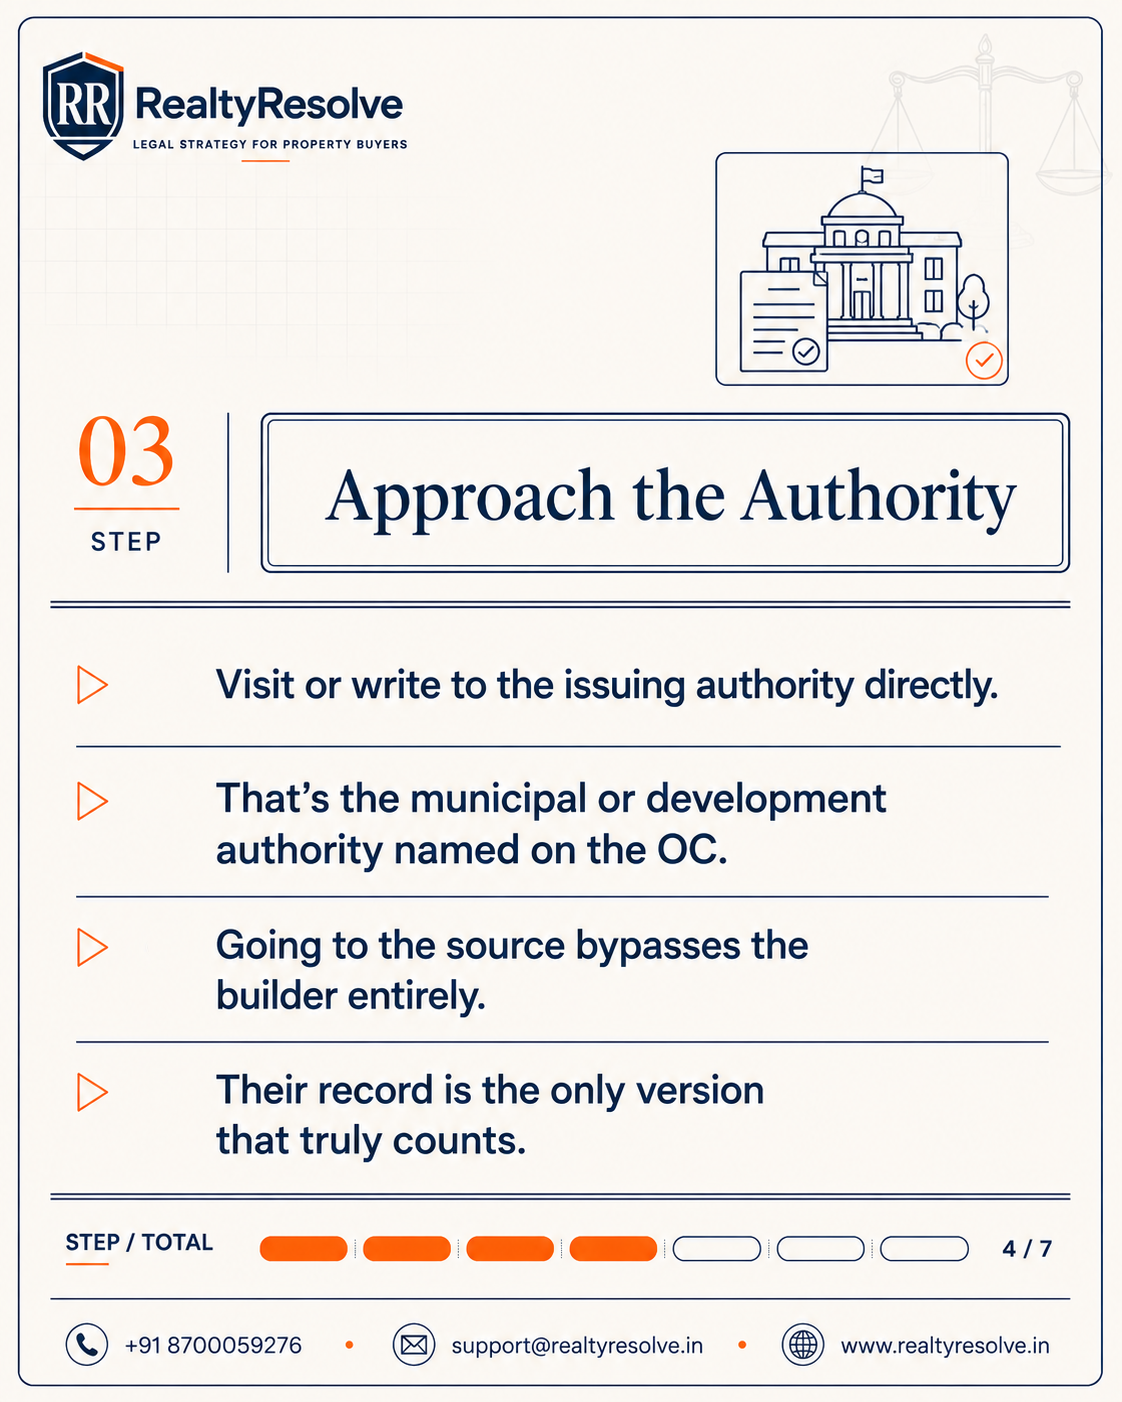 RR
RealtyResolve
LEGAL STRATEGY FOR PROPERTY BUYERS
03
STEP
Approach the Authority
Visit or write to the issuing authority directly.
That’s the municipal or development
authority named on the OC.
Going to the source bypasses the
builder entirely.
Their record is the only version
that truly counts.
STEP / TOTAL
4 / 7
+91 8700059276
support@realtyresolve.in
www.realtyresolve.in